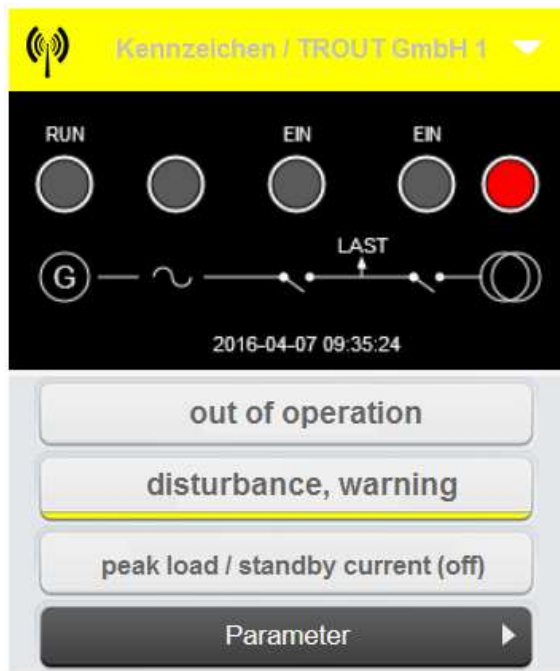 Kennzeichen / TROUT GmbH 1
RUN EIN EIN
LAST
G
2016-04-07 09:35:24
out of operation
disturbance, warning
peak load / standby current (off)
Parameter